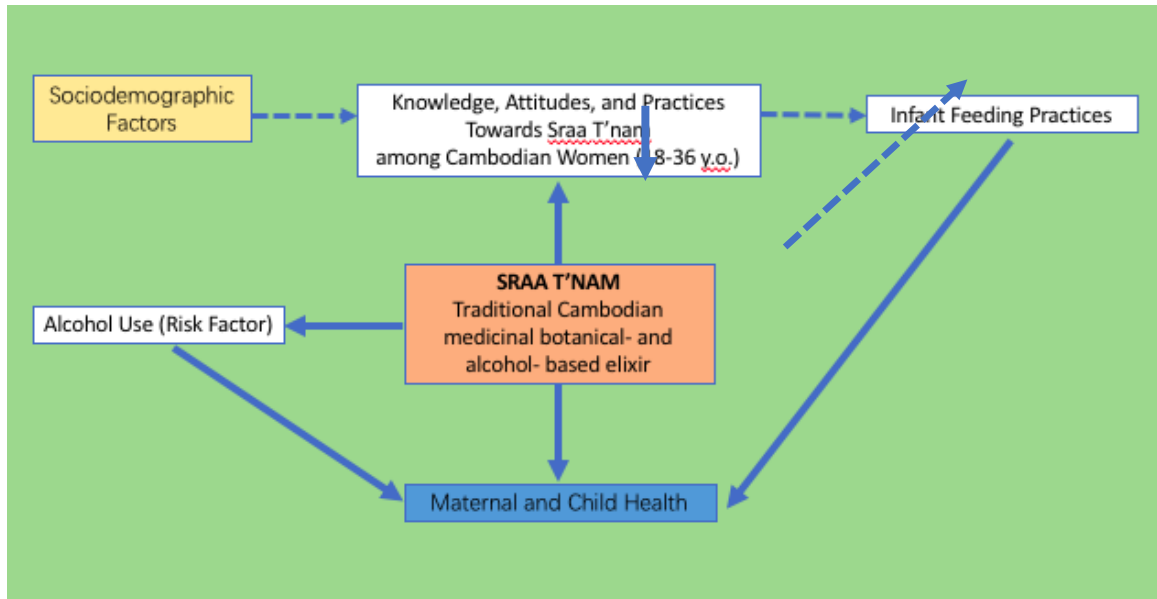 Sociodemographic
Factors
Knowledge, Attitudes, and Practices
Towards Sraa T'nam
among Cambodian Women (8-36 y.o.)
Infant Feeding Practices
SRAA T'NAM
Traditional Cambodian
medicinal botanical- and
alcohol- based elixir
Alcohol Use (Risk Factor)
Maternal and Child Health